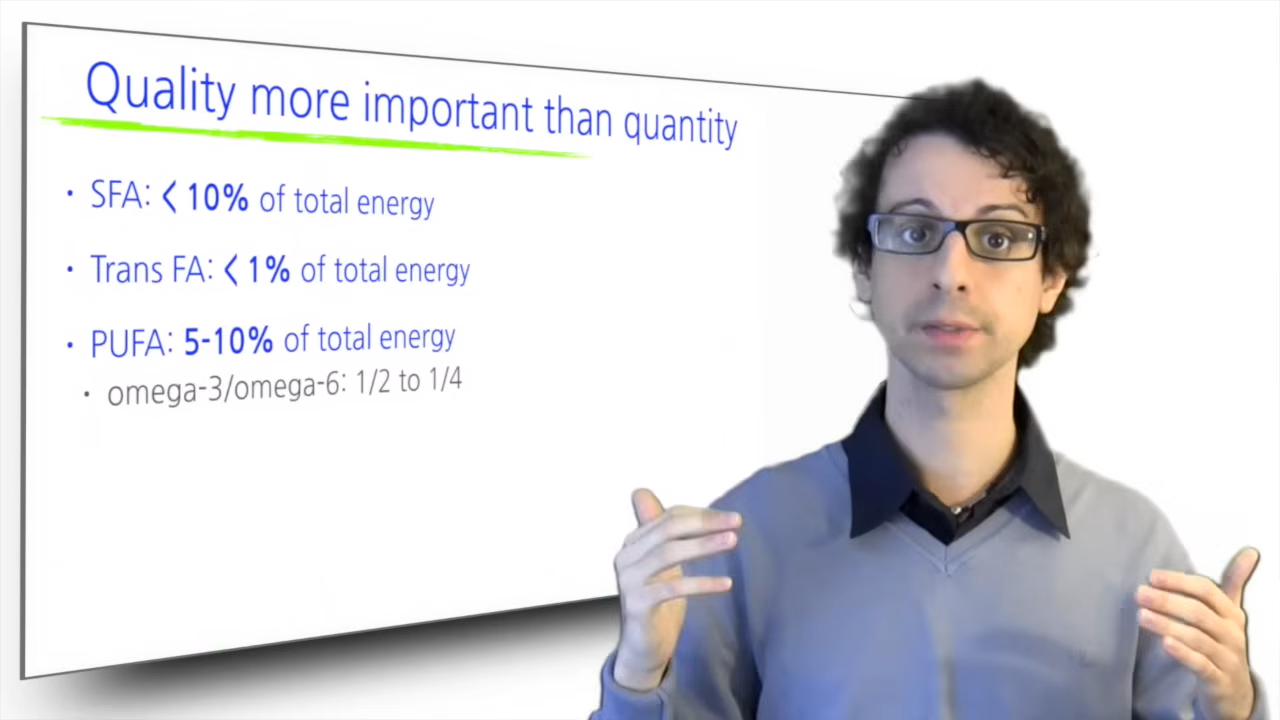 Quality more important than quantity
• SFA: < 10% of total energy
• Trans FA: < 1% of total energy
• PUFA: 5-10% of total energy
• omega-3/omega-6: 1/2 to 1/4